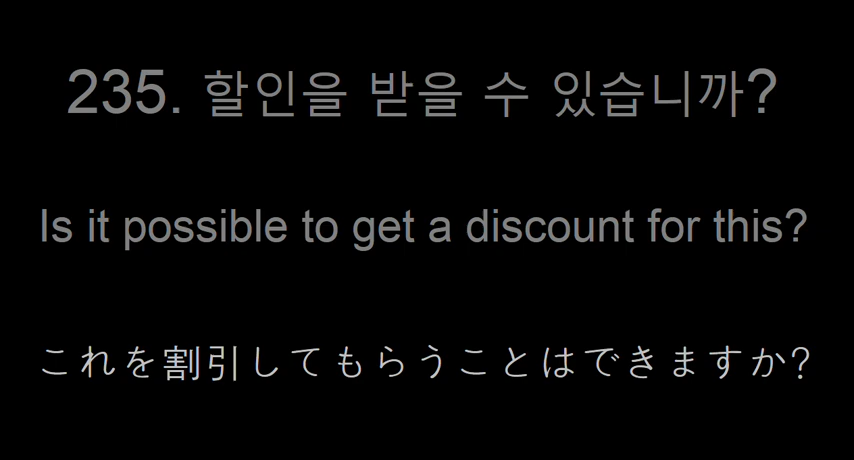 235. 할인을 받을 수 있습니까?
Is it possible to get a discount for this?
これを割引してもらうことはできますか?